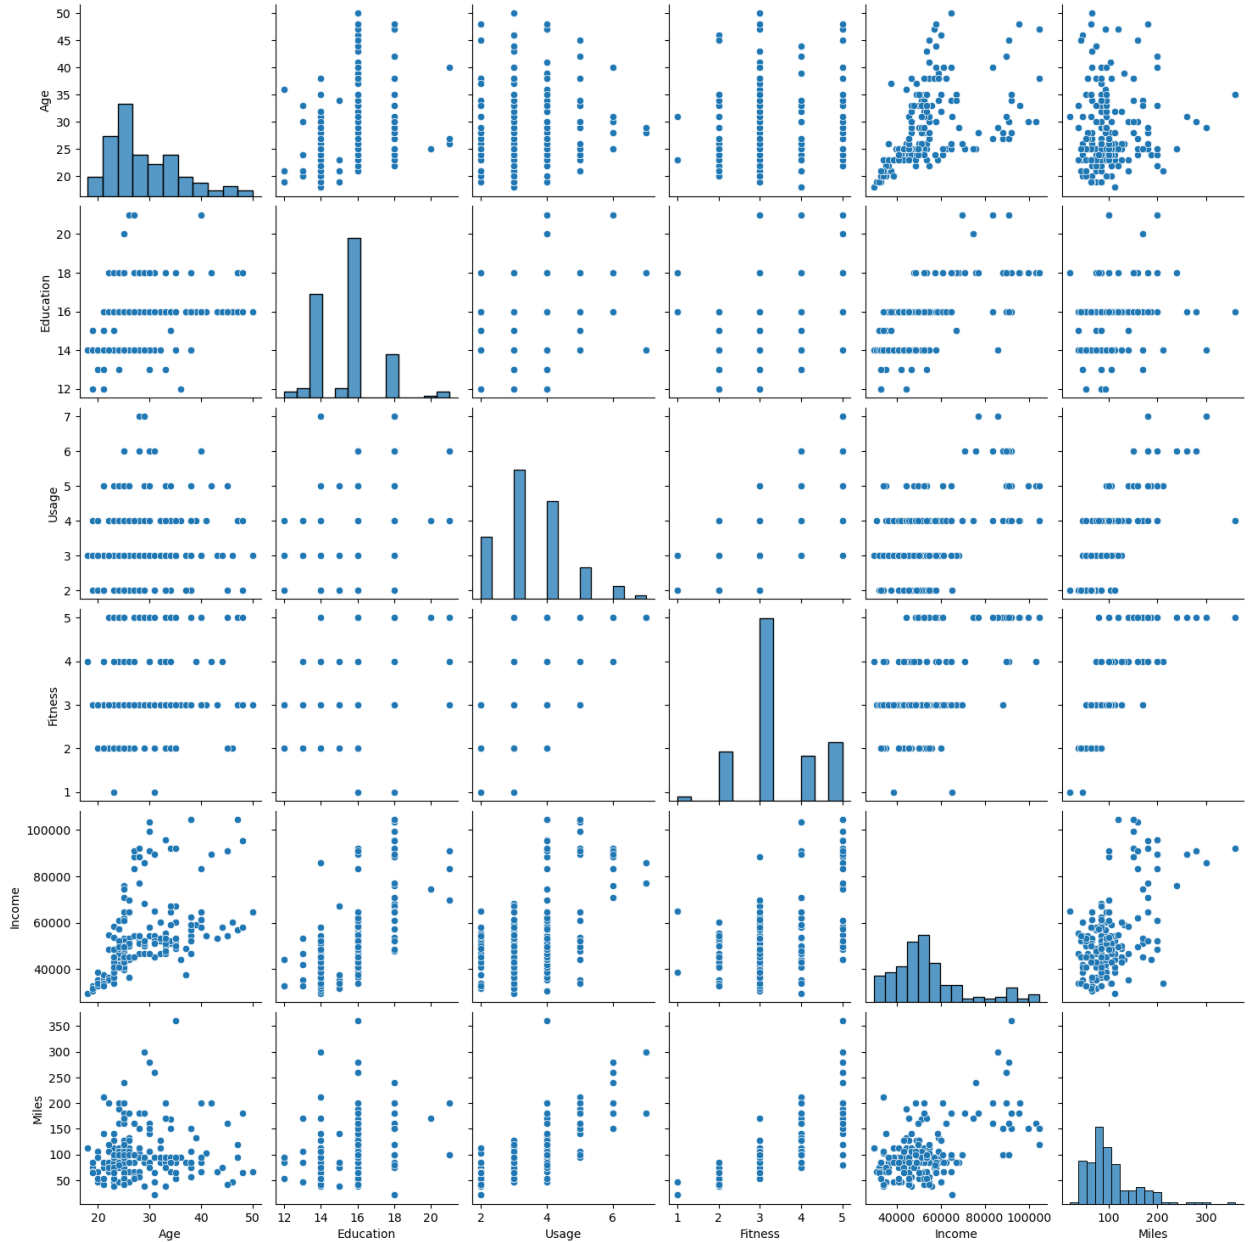 50
45
40
35
30
25
20
Age
20
18
16
14
12
Education
7
6
5
4
3
2
Usage
5
4
3
2
1
Fitness
100000
80000
60000
40000
Income
350
300
250
200
150
100
50
Miles
20 30 40 50
12 14 16 18 20
2 4 6
1 2 3 4 5
40000 60000 80000 100000
100 200 300
Age Education Usage Fitness Income Miles